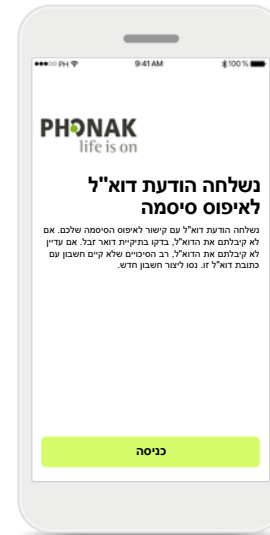 PH 9:41 AM 100%
PHONAK
life is on
נשלחה הודעת דוא"ל
לאיפוס סיסמה
נשלחה הודעת דוא"ל עם קישור לאיפוס הסיסמה שלכם. אם
לא קיבלתם את הדוא"ל, בדקו בתיקיית דואר זבל. אם עדיין
לא קיבלתם את הדוא"ל, רב הסיכויים שלא קיים חשבון עם
כתובת דוא"ל זו. נסו ליצור חשבון חדש.
כניסה